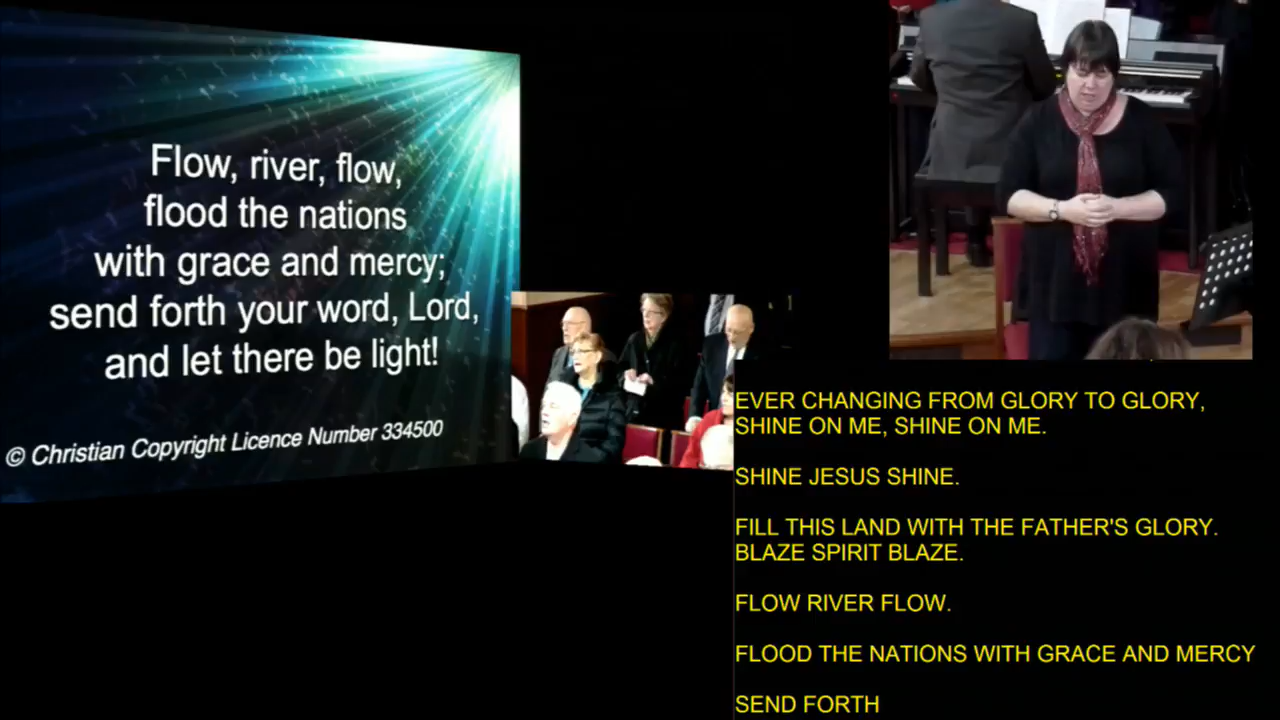 Flow, river, flow,
flood the nations
with grace and mercy;
send forth your word, Lord,
and let there be light!
© Christian Copyright Licence Number 334500
EVER CHANGING FROM GLORY TO GLORY,
SHINE ON ME, SHINE ON ME.
SHINE JESUS SHINE.
FILL THIS LAND WITH THE FATHER'S GLORY.
BLAZE SPIRIT BLAZE.
FLOW RIVER FLOW.
FLOOD THE NATIONS WITH GRACE AND MERCY
SEND FORTH